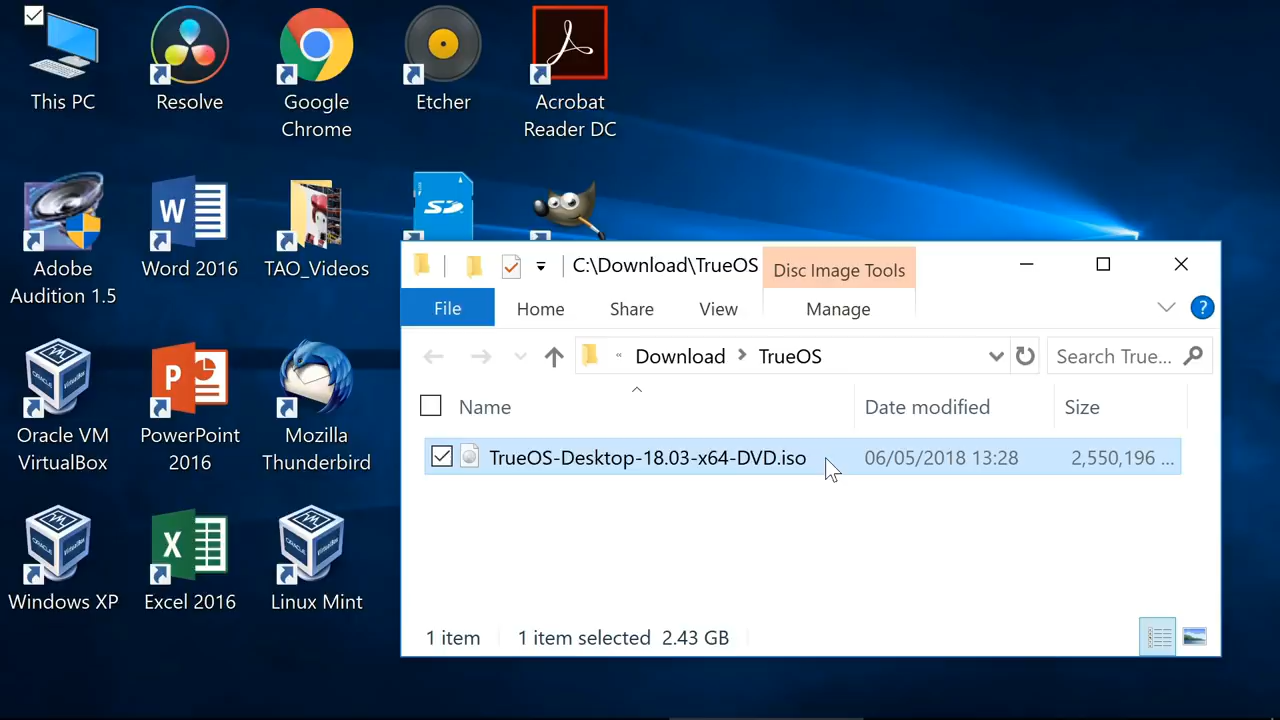 This PC
Resolve
Google
Chrome
Etcher
Acrobat
Reader DC
Adobe
Audition 1.5
W
Word 2016
TAO_Videos
SD
C:\Download\TrueOS
Disc Image Tools
File
Home
Share
View
Manage
?
« Download > TrueOS
Search True...
Name
Date modified
Size
TrueOS-Desktop-18.03-x64-DVD.iso
06/05/2018 13:28
2,550,196 ...
Oracle VM
VirtualBox
P
PowerPoint
2016
Mozilla
Thunderbird
Windows XP
X
Excel 2016
Linux Mint
1 item
1 item selected 2.43 GB